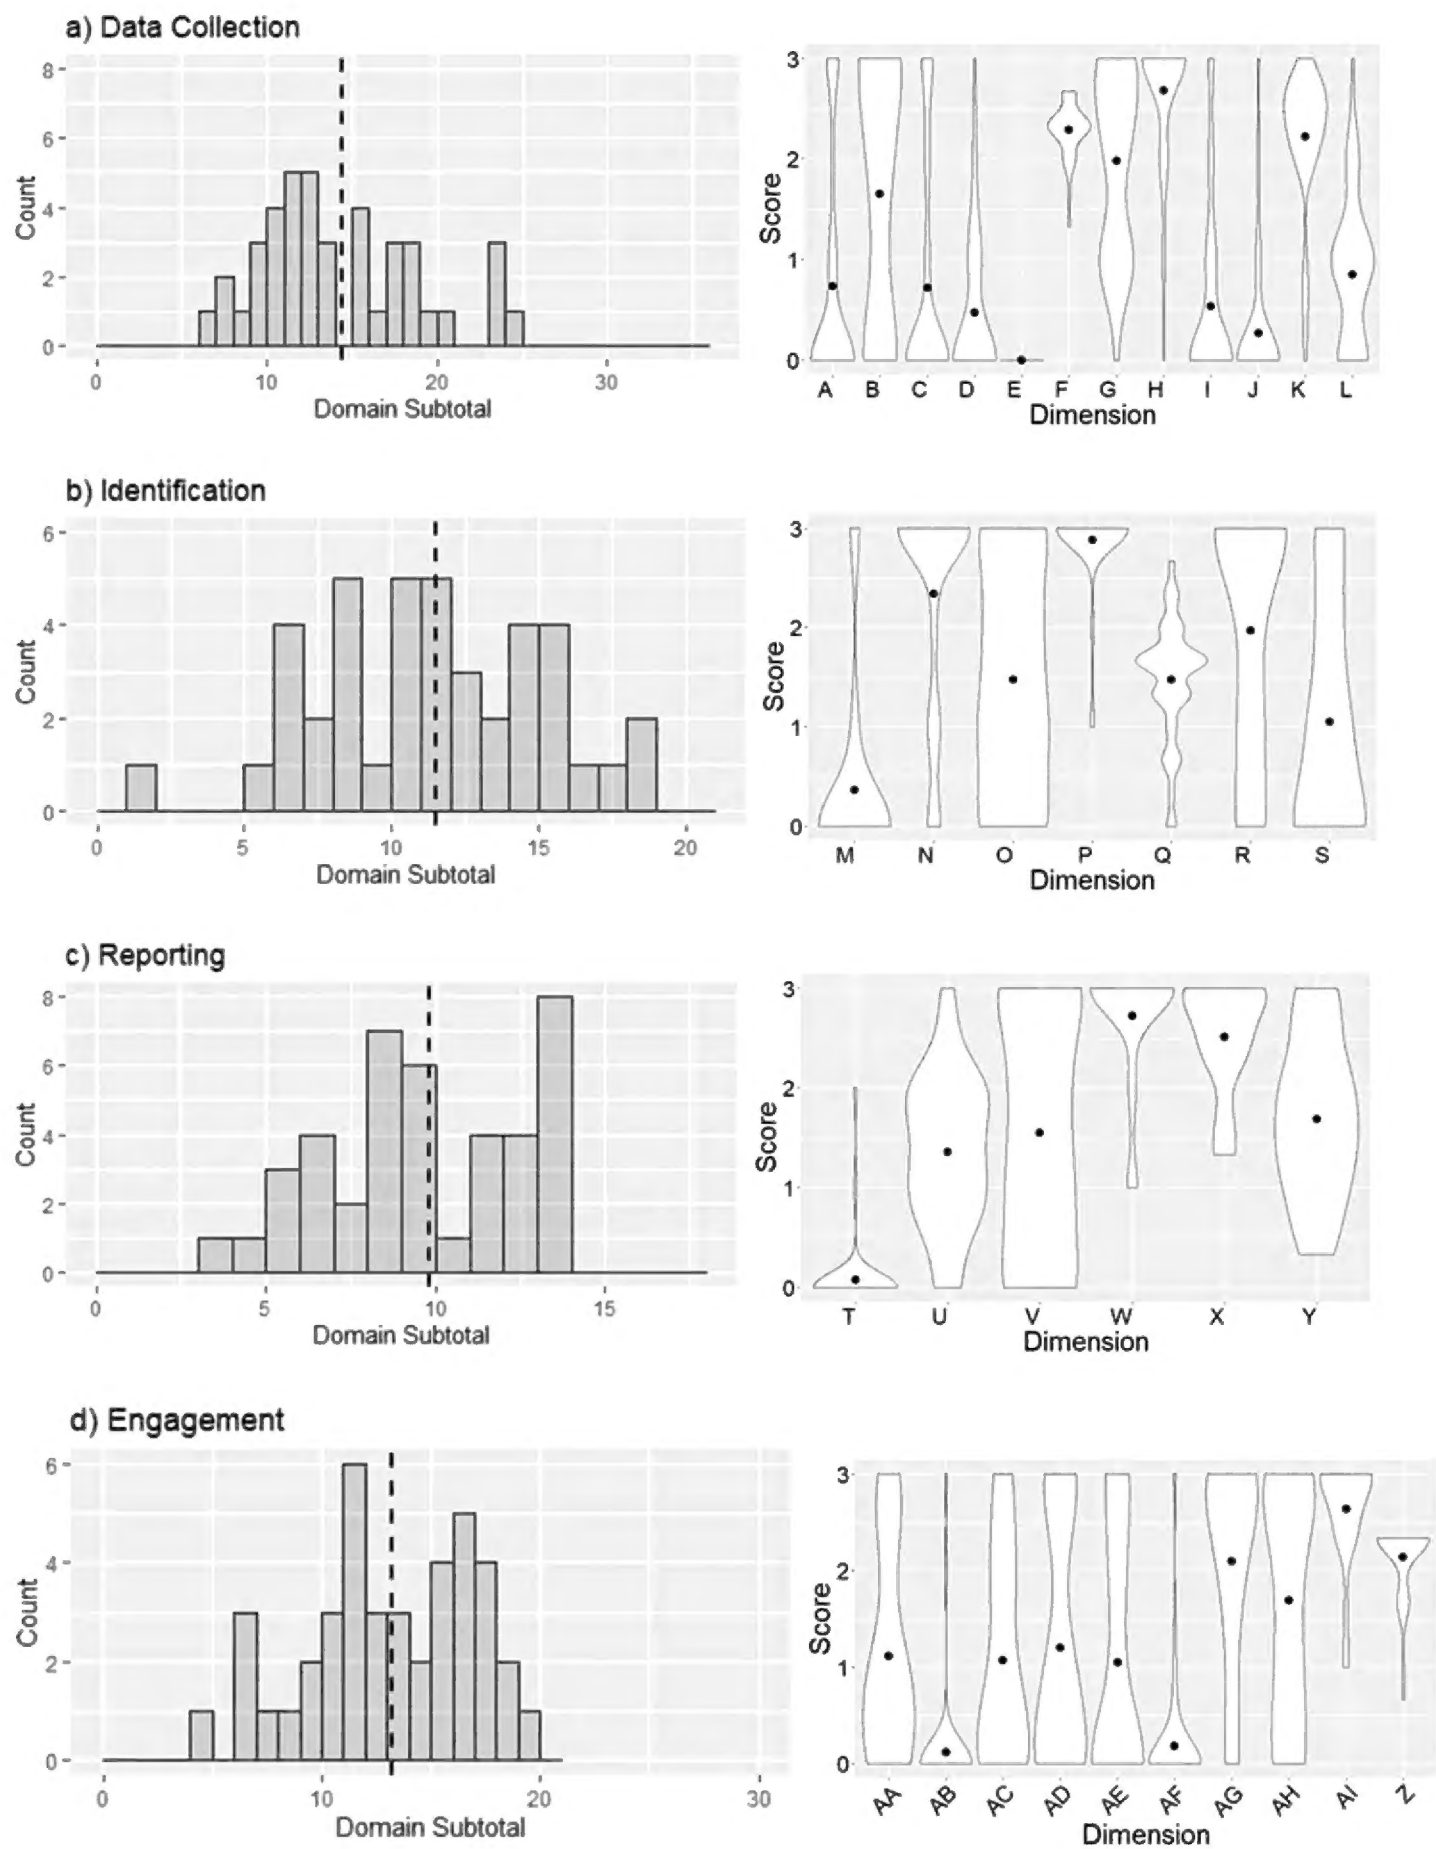 a) Data Collection
8
6
4
2
0
Count
0 10 20 30
Domain Subtotal
3
2
1
0
Score
A B C D E F G H I J K L
Dimension
b) Identification
6
4
2
0
Count
0 5 10 15 20
Domain Subtotal
3
2
1
0
Score
M N O P Q R S
Dimension
c) Reporting
8
6
4
2
0
Count
0 5 10 15
Domain Subtotal
3
2
1
0
Score
T U V W X Y
Dimension
d) Engagement
6
4
2
0
Count
0 10 20 30
Domain Subtotal
3
2
1
0
Score
AA AB AC AD AE AF AG AH AI Z
Dimension